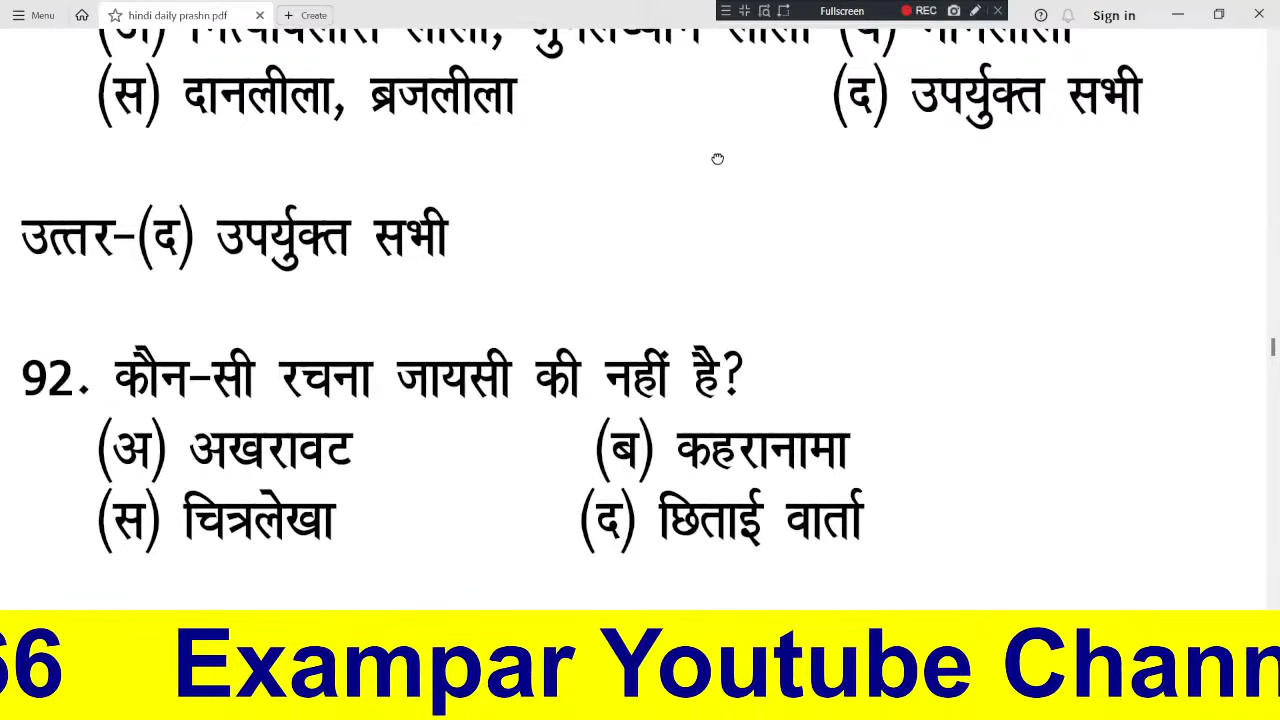 Menu hindi daily prashn.pdf × + Create Fullscreen REC Sign in
(स) दानलीला, ब्रजलीला (द) उपर्युक्त सभी
उत्तर-(द) उपर्युक्त सभी
92. कौन-सी रचना जायसी की नहीं है?
(अ) अखरावट (ब) कहरानामा
(स) चित्रलेखा (द) छिताई वार्ता
66 Exampar Youtube Chann